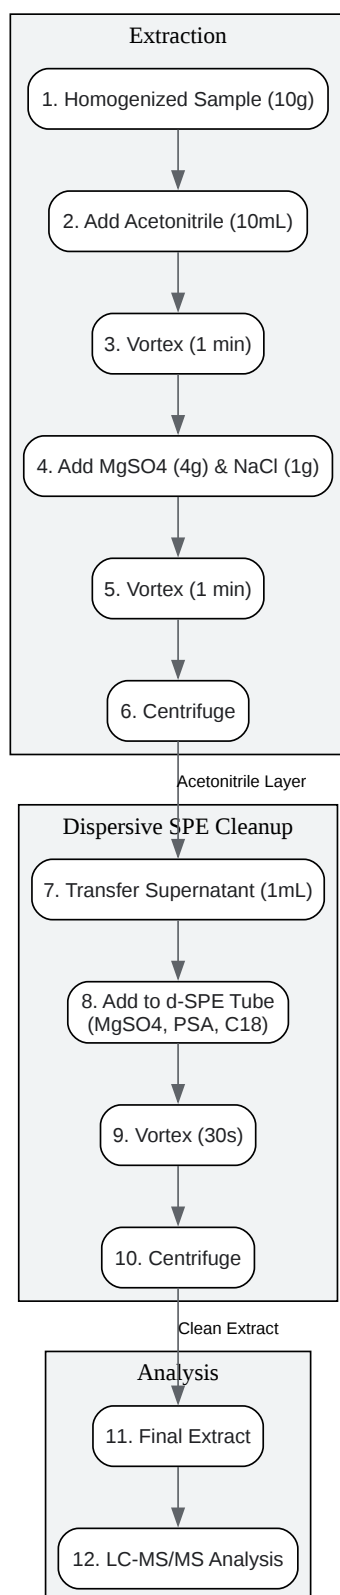 Extraction
1. Homogenized Sample (10g)
2. Add Acetonitrile (10mL)
3. Vortex (1 min)
4. Add MgSO4 (4g) & NaCl (1g)
5. Vortex (1 min)
6. Centrifuge
Acetonitrile Layer
Dispersive SPE Cleanup
7. Transfer Supernatant (1mL)
8. Add to d-SPE Tube
(MgSO4, PSA, C18)
9. Vortex (30s)
10. Centrifuge
Clean Extract
Analysis
11. Final Extract
12. LC-MS/MS Analysis